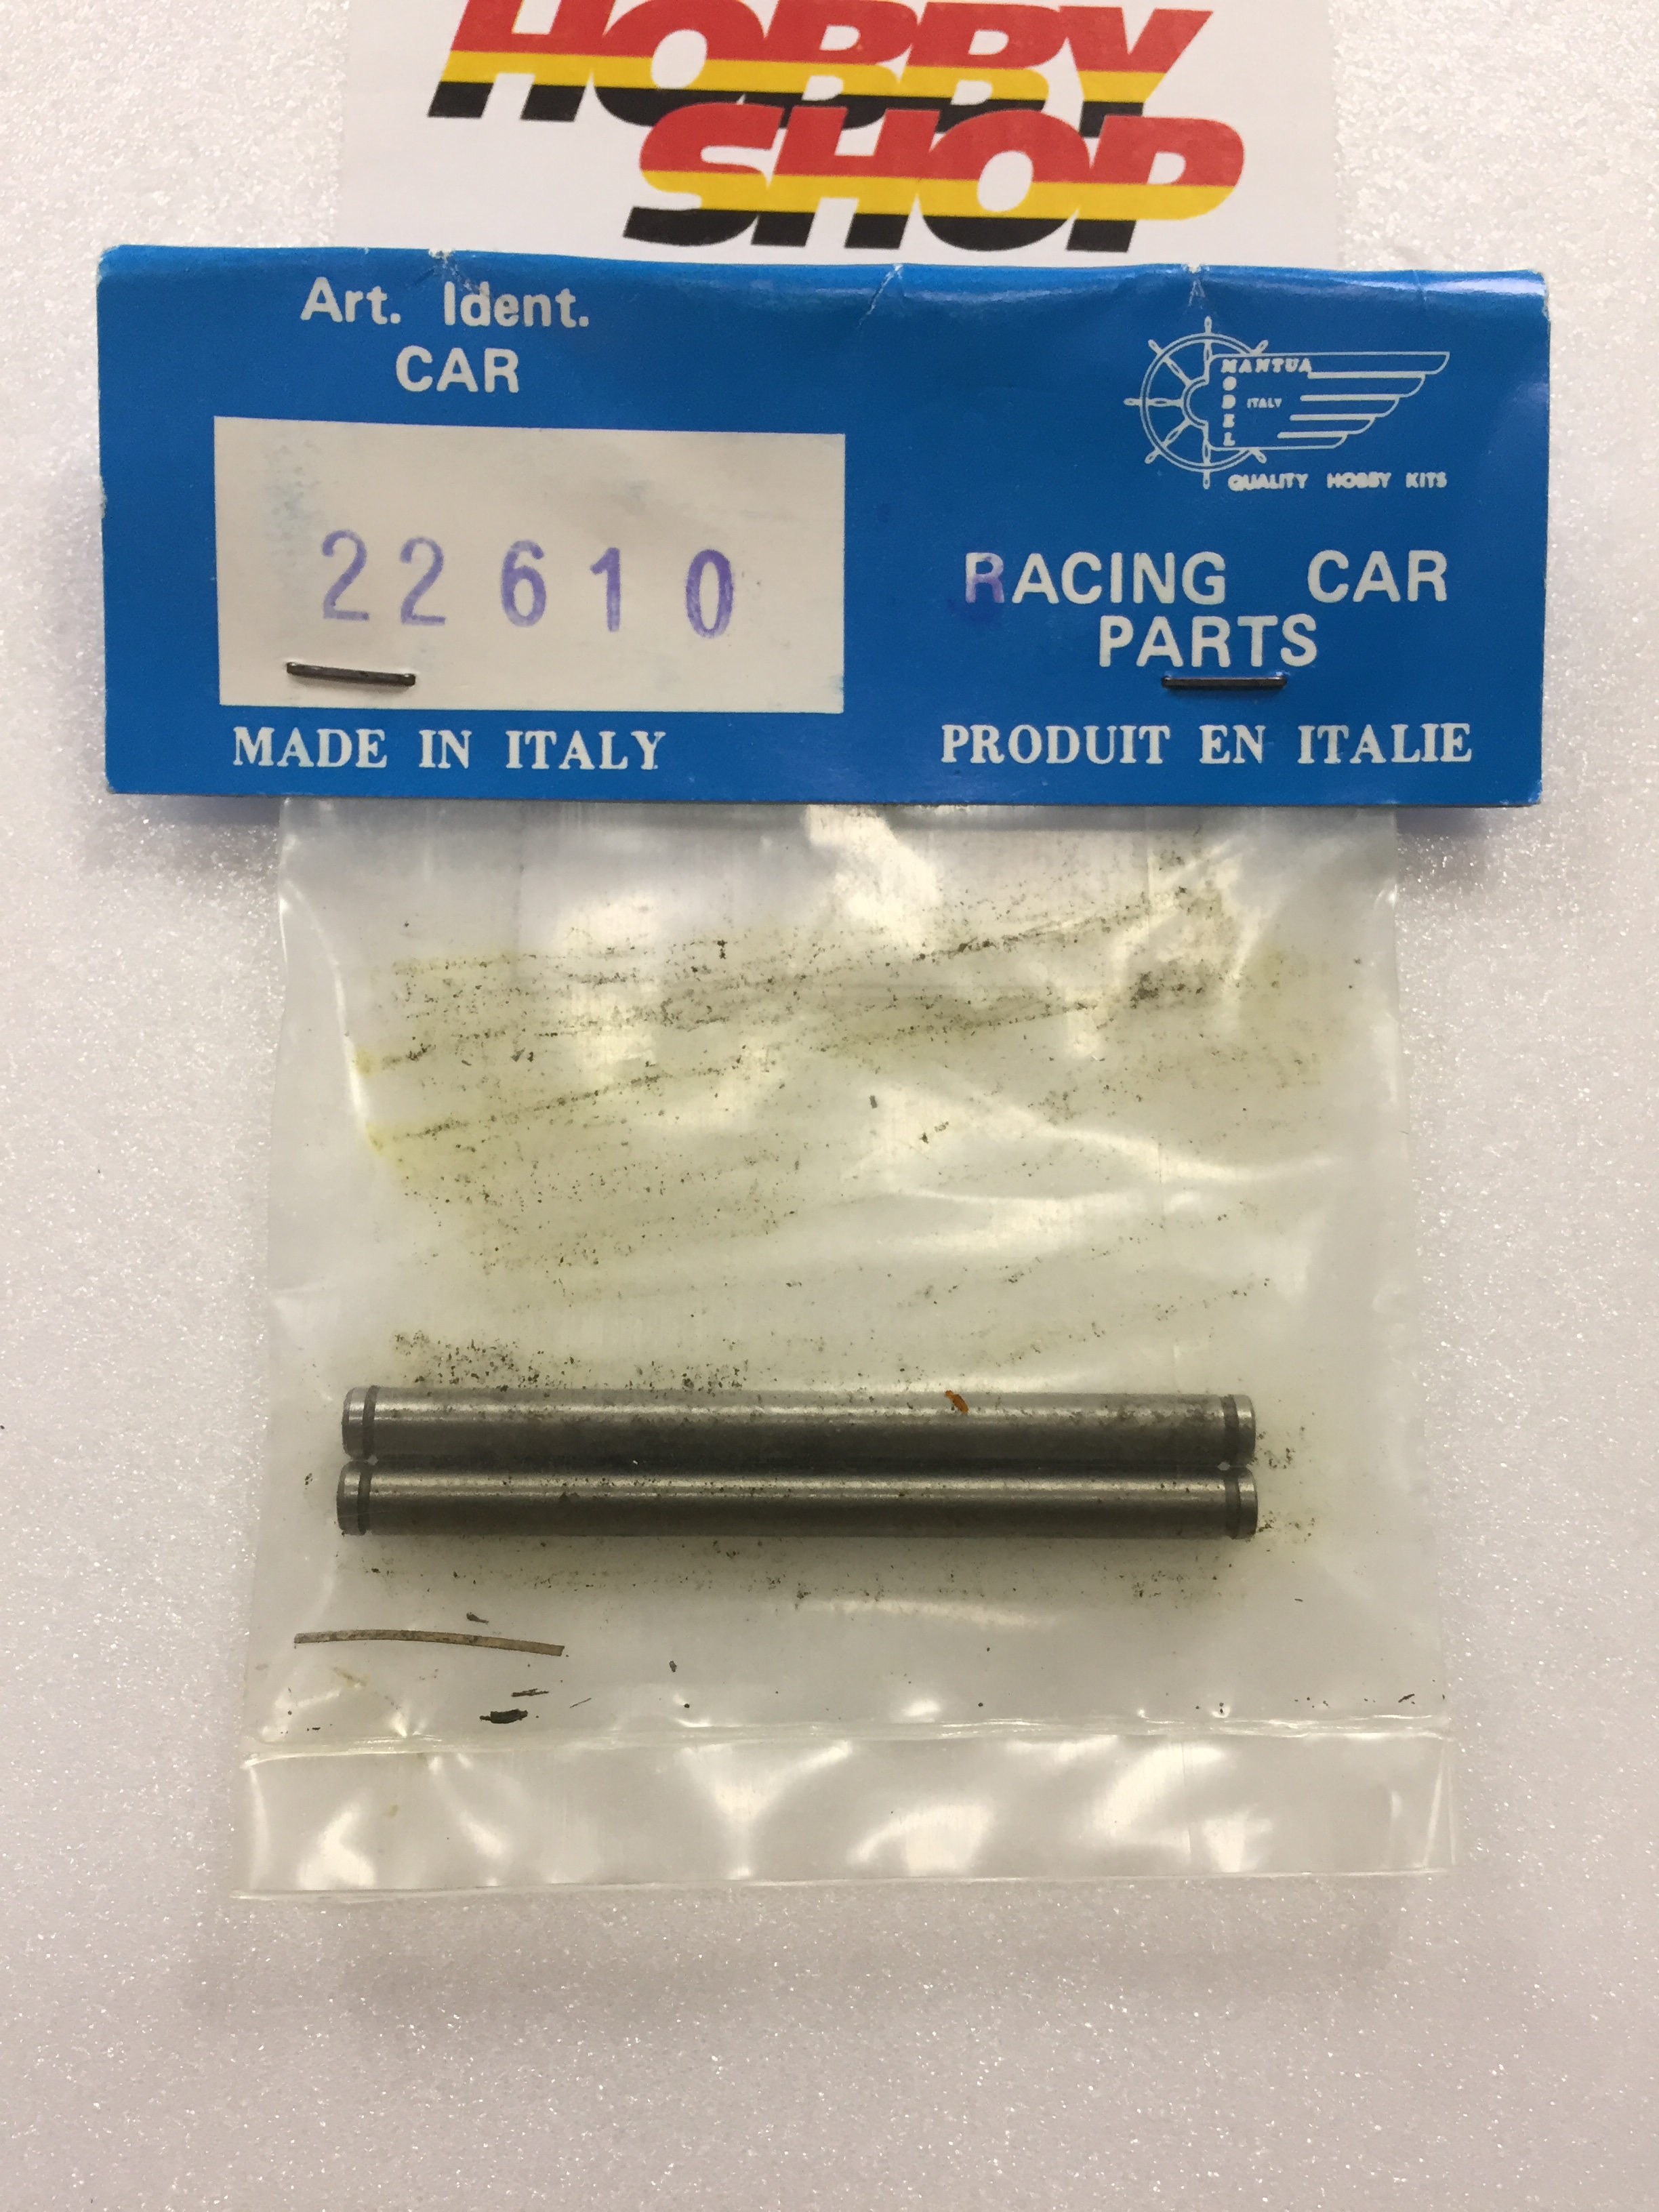 HOBBY
SHOP
Art. Ident.
CAR
22610
MANTUA
MODEL
ITALY
QUALITY HOBBY KITS
RACING CAR
PARTS
MADE IN ITALY
PRODUIT EN ITALIE